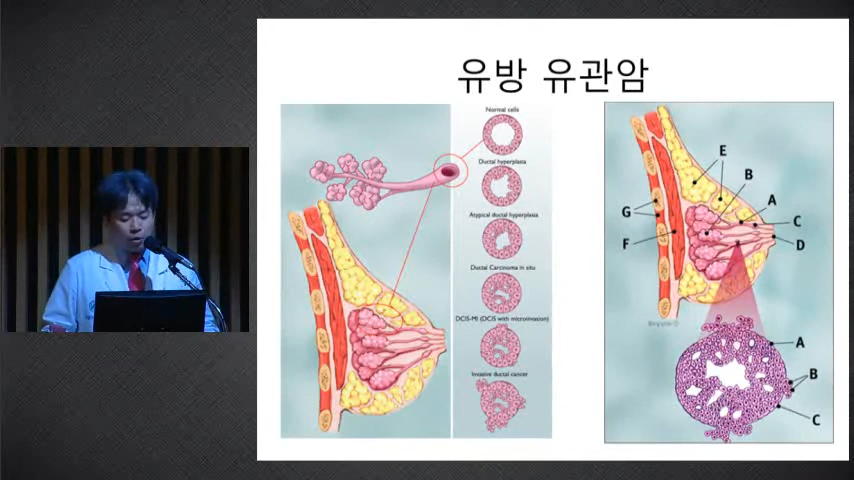 유방 유관암
Normal cells
Ductal hyperplasia
Atypical ductal hyperplasia
Ductal Carcinoma in situ
DCIS-MI (DCIS with microinvasion)
Invasive ductal cancer
E
B
A
C
D
G
F
A
B
C